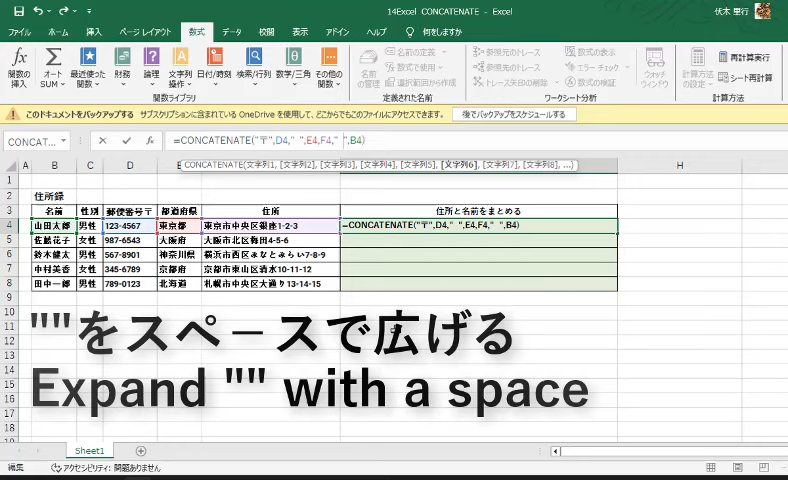 14Excel CONCATENATE - Excel
伏木 里行
ファイル ホーム 挿入 ページ レイアウト 数式 データ 校閲 表示 アドイン ヘルプ 何をしますか
fx Σ ? A θ
関数の 挿入
オート SUM
最近使った 関数
財務
論理
文字列 操作
日付/時刻
検索/行列
数学/三角
その他の 関数
関数ライブラリ
名前 の管理
名前の定義
数式で使用
選択範囲から作成
定義された名前
参照元のトレース
参照先のトレース
トレース矢印の削除
数式の表示
エラー チェック
数式の検証
ワークシート分析
ウォッチ ウィンドウ
計算方法 の設定
再計算実行
シート再計算
計算方法
このドキュメントをバックアップする サブスクリプションに含まれている OneDrive を使用して、どこからでもこのファイルにアクセスできます。 後でバックアップをスケジュールする
CONCAT... fx =CONCATENATE("〒",D4," ",E4,F4," ",B4)
CONCATENATE(文字列1, [文字列2], [文字列3], [文字列4], [文字列5], [文字列6], [文字列7], [文字列8], ...)
A B C D E H
1
2 住所録
3 名前 性別 郵便番号〒 都道府県 住所 住所と名前をまとめる
4 山田太郎 男性 123-4567 東京都 東京市中央区銀座1-2-3 =CONCATENATE("〒",D4," ",E4,F4," ",B4)
5 佐藤花子 女性 987-6543 大阪府 大阪市北区梅田4-5-6
6 鈴木健太 男性 567-8901 神奈川県 横浜市西区みなとみらい7-8-9
7 中村美香 女性 345-6789 京都府 京都市東山区清水10-11-12
8 田中一郎 男性 789-0123 北海道 札幌市中央区大通り13-14-15
9
10
11
12
13
14
15
16
17
18
19
""をスペースで広げる
Expand "" with a space
Sheet1
編集 アクセシビリティ: 問題ありません